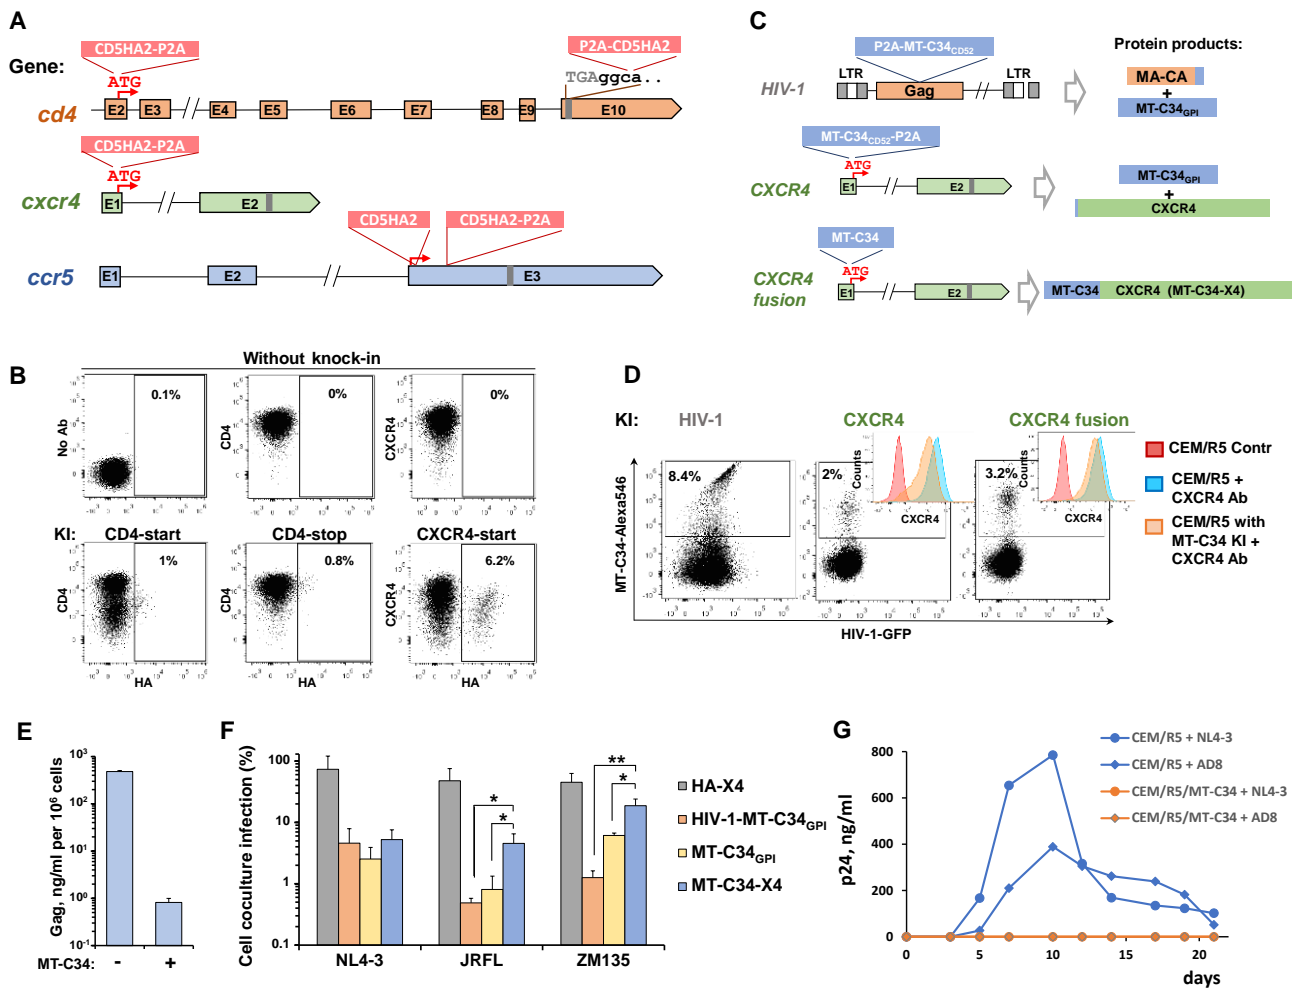 A
Gene:
CD5HA2-P2A
ATG
P2A-CD5HA2
TGAggca..
cd4
E2
E3
E4
E5
E6
E7
E8
E9
E10
CD5HA2-P2A
ATG
cxcr4
E1
E2
CD5HA2
CD5HA2-P2A
ccr5
E1
E2
E3
B
Without knock-in
0.1%
No Ab
0%
CD4
0%
CXCR4
KI:
CD4-start
CD4-stop
CXCR4-start
1%
CD4
HA
0.8%
CD4
HA
6.2%
CXCR4
HA
C
P2A-MT-C34CD52
Protein products:
HIV-1
LTR
Gag
LTR
MA-CA
+
MT-C34GPI
MT-C34CD52-P2A
ATG
CXCR4
E1
E2
MT-C34GPI
+
CXCR4
MT-C34
ATG
CXCR4
fusion
E1
E2
MT-C34
CXCR4 (MT-C34-X4)
D
KI:
HIV-1
CXCR4
CXCR4 fusion
8.4%
2%
3.2%
Counts
CXCR4
Counts
CXCR4
MT-C34-Alexa546
HIV-1-GFP
CEM/R5 Contr
CEM/R5 +
CXCR4 Ab
CEM/R5 with
MT-C34 KI +
CXCR4 Ab
E
Gag, ng/ml per 10⁶ cells
10³
10²
10¹
10⁰
10⁻¹
MT-C34:
-
+
F
Cell coculture infection (%)
100
10
1
0.1
*
*
**
*
NL4-3
JRFL
ZM135
HA-X4
HIV-1-MT-C34GPI
MT-C34GPI
MT-C34-X4
G
p24, ng/ml
800
600
400
200
0
0
5
10
15
20
days
CEM/R5 + NL4-3
CEM/R5 + AD8
CEM/R5/MT-C34 + NL4-3
CEM/R5/MT-C34 + AD8